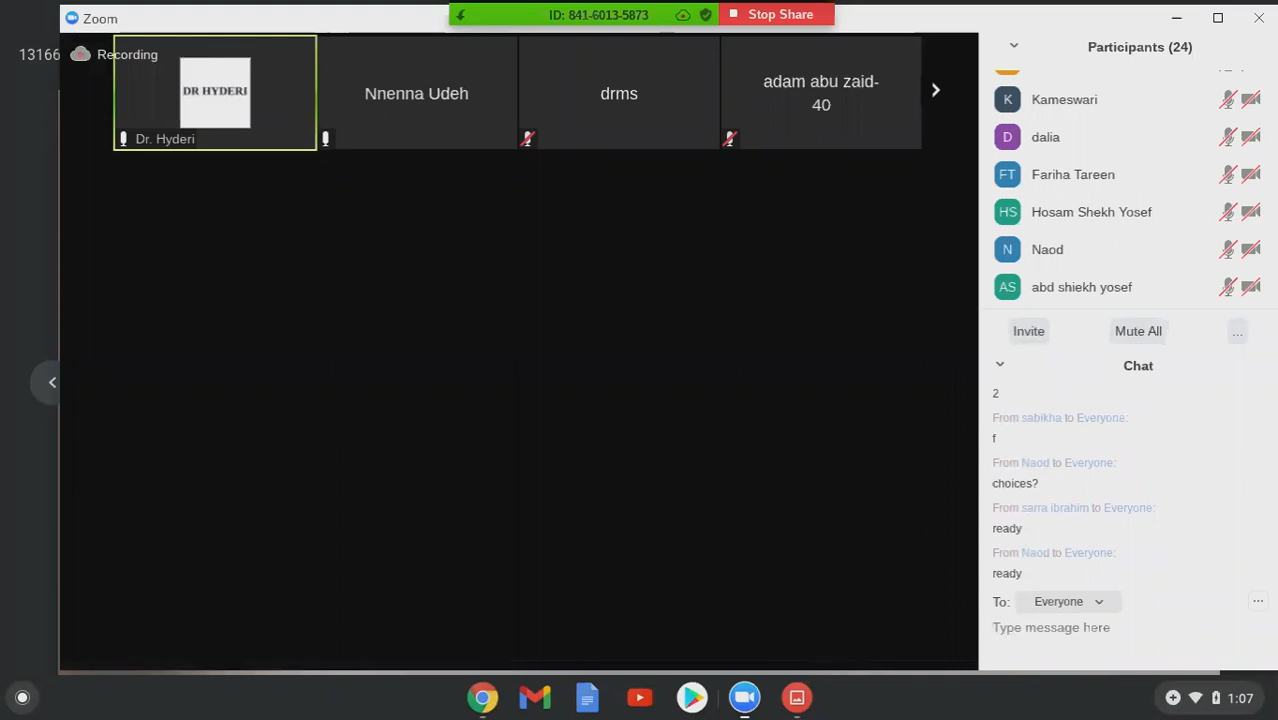 Zoom
ID: 841-6013-5873
Stop Share
13166
Recording
DR HYDERI
Dr. Hyderi
Nnenna Udeh
drms
adam abu zaid-
40
Participants (24)
K
Kameswari
D
dalia
FT
Fariha Tareen
HS
Hosam Shekh Yosef
N
Naod
AS
abd shiekh yosef
Invite
Mute All
...
Chat
2
From sabikha to Everyone:
f
From Naod to Everyone:
choices?
From sarra ibrahim to Everyone:
ready
From Naod to Everyone:
ready
To:
Everyone
...
Type message here
1:07